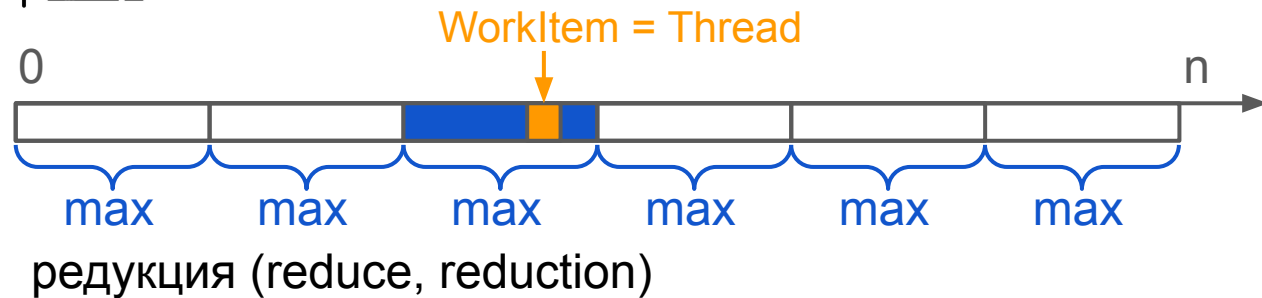 WorkItem = Thread
0 n
max max max max max max
редукция (reduce, reduction)